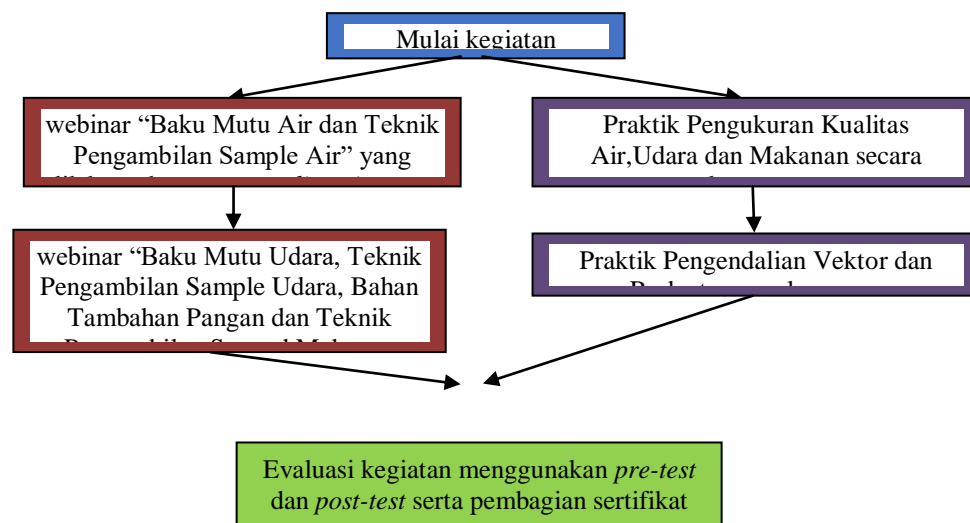 Mulai kegiatan
webinar “Baku Mutu Air dan Teknik
Pengambilan Sample Air” yang
Praktik Pengukuran Kualitas
Air,Udara dan Makanan secara
webinar “Baku Mutu Udara, Teknik
Pengambilan Sample Udara, Bahan
Tambahan Pangan dan Teknik
Praktik Pengendalian Vektor dan
Evaluasi kegiatan menggunakan pre-test
dan post-test serta pembagian sertifikat